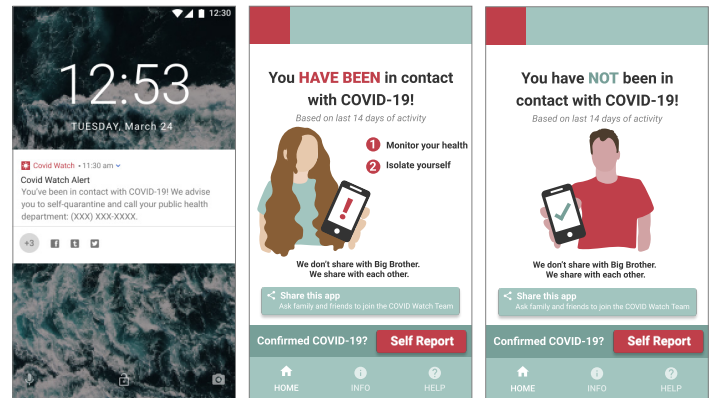 12:30
12:53
TUESDAY, March 24
Covid Watch • 11:30 am
Covid Watch Alert
You've been in contact with COVID-19! We advise
you to self-quarantine and call your public health
department: (XXX) XXX-XXXX.
+3
You HAVE BEEN in contact
with COVID-19!
Based on last 14 days of activity
1 Monitor your health
2 Isolate yourself
We don't share with Big Brother.
We share with each other.
Share this app
Ask family and friends to join the COVID Watch Team
Confirmed COVID-19? Self Report
HOME INFO HELP
You have NOT been in
contact with COVID-19!
Based on last 14 days of activity
We don't share with Big Brother.
We share with each other.
Share this app
Ask family and friends to join the COVID Watch Team
Confirmed COVID-19? Self Report
HOME INFO HELP